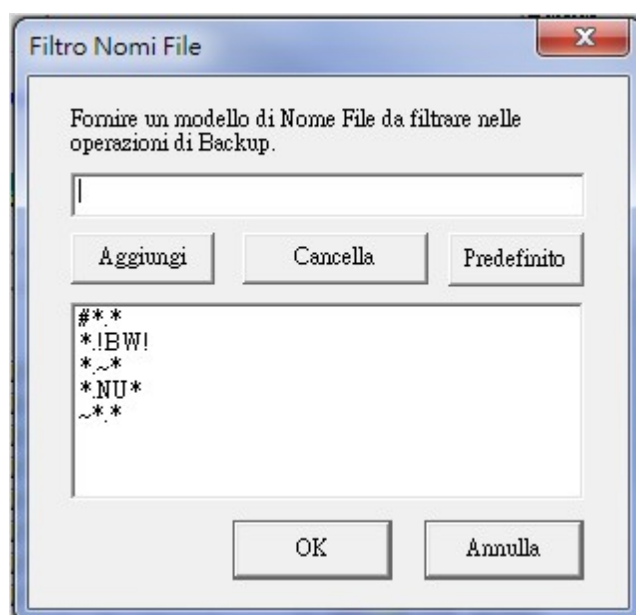 Filtro Nomi File
Fornire un modello di Nome File da filtrare nelle
operazioni di Backup.
Aggiungi Cancella Predefinito
#*.*
*.!BW!
*.~*
*.NU*
~*.*
OK Annulla